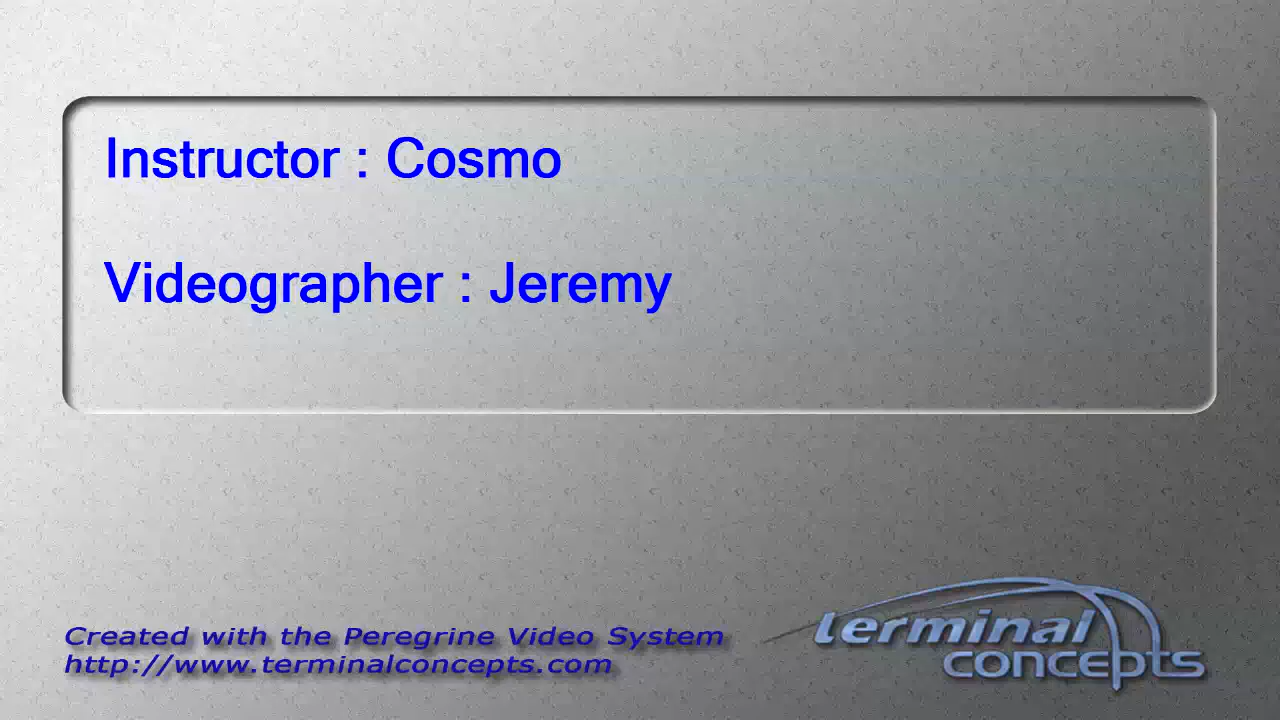 Instructor : Cosmo
Videographer : Jeremy
Created with the Peregrine Video System
http://www.terminalconcepts.com
terminal
concepts